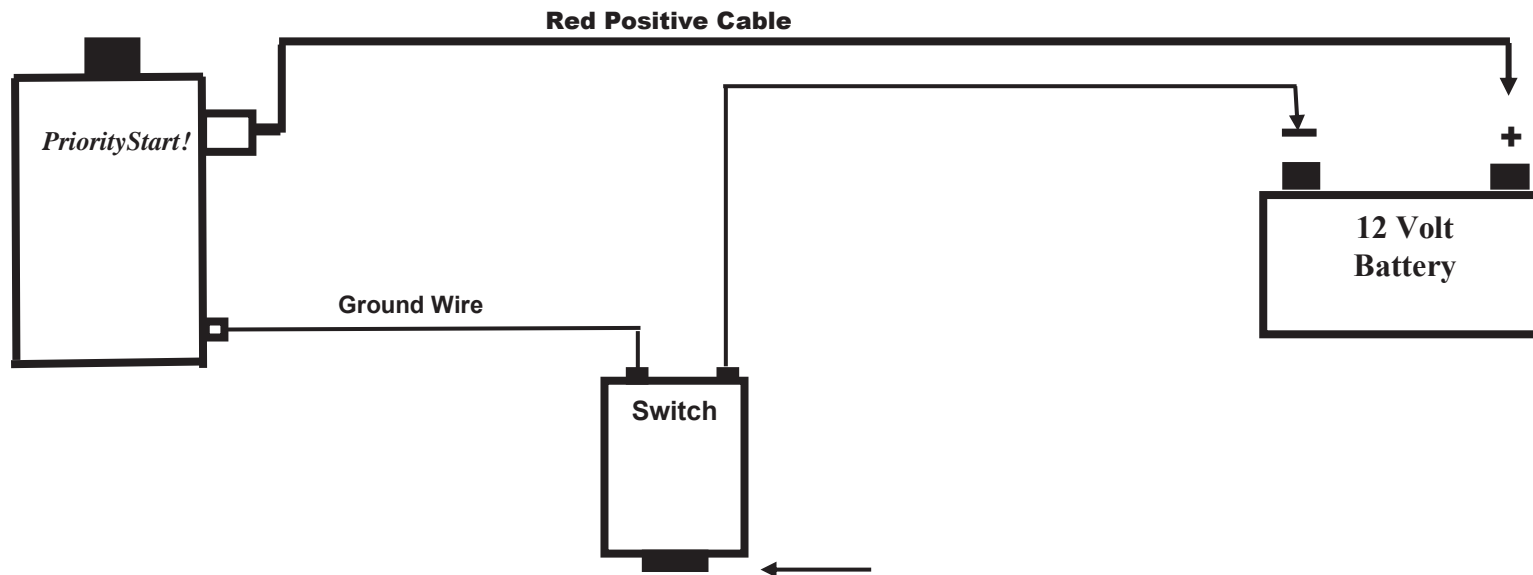 Red Positive Cable
PriorityStart!
+
12 Volt
Battery
Ground Wire
Switch